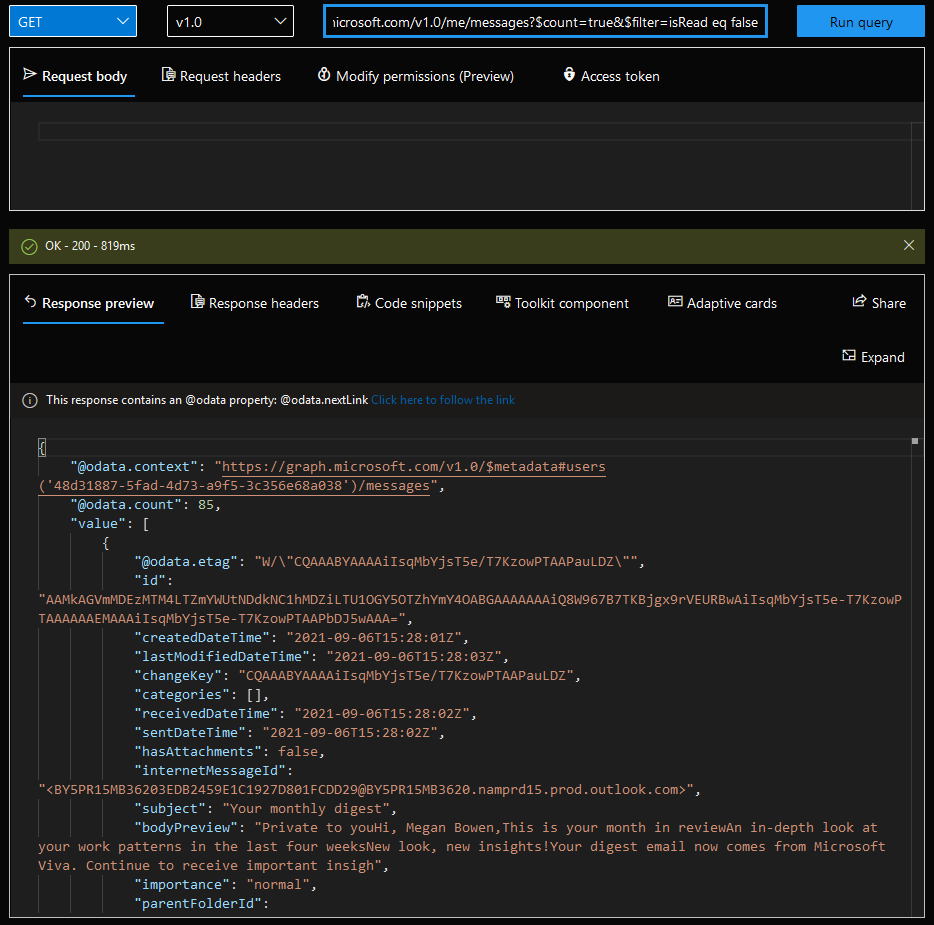 GET
v1.0
icrosoft.com/v1.0/me/messages?$count=true&$filter=isRead eq false
Run query
Request body
Request headers
Modify permissions (Preview)
Access token
OK - 200 - 819ms
Response preview
Response headers
Code snippets
Toolkit component
Adaptive cards
Share
Expand
This response contains an @odata property: @odata.nextLink Click here to follow the link
{
"@odata.context": "https://graph.microsoft.com/v1.0/$metadata#users
('48d31887-5fad-4d73-a9f5-3c356e68a038')/messages",
"@odata.count": 85,
"value": [
{
"@odata.etag": "W/\"CQAAABYAAAAiIsqMbYjsT5e/T7KzowPTAAPauLDZ\"",
"id":
"AAMkAGVmMDEzMTM4LTZmYWUtNDdkNC1hMDZiLTU1OGY5OTZhYmY4OABGAAAAAAAiQ8W967B7TKBjgx9rVEURBwAiIsqMbYjsT5e-T7KzowP
TAAAAAAEMAAAiIsqMbYjsT5e-T7KzowPTAAPbDJ5wAAA=",
"createdDateTime": "2021-09-06T15:28:01Z",
"lastModifiedDateTime": "2021-09-06T15:28:03Z",
"changeKey": "CQAAABYAAAAiIsqMbYjsT5e/T7KzowPTAAPauLDZ",
"categories": [],
"receivedDateTime": "2021-09-06T15:28:02Z",
"sentDateTime": "2021-09-06T15:28:02Z",
"hasAttachments": false,
"internetMessageId":
"<BY5PR15MB36203EDB2459E1C1927D801FCDD29@BY5PR15MB3620.namprd15.prod.outlook.com>",
"subject": "Your monthly digest",
"bodyPreview": "Private to youHi, Megan Bowen,This is your month in reviewAn in-depth look at
your work patterns in the last four weeksNew look, new insights!Your digest email now comes from Microsoft
Viva. Continue to receive important insigh",
"importance": "normal",
"parentFolderId":